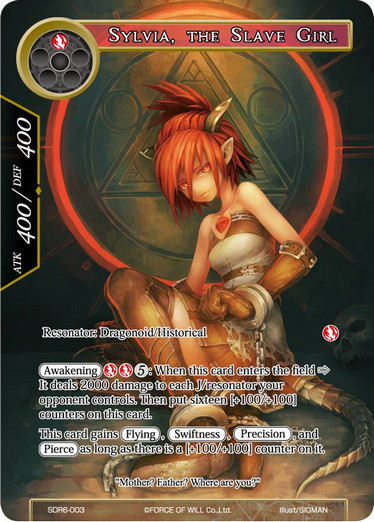 Sylvia, the Slave Girl
ATK 400 / DEF 400
Resonator: Dragonoid/Historical
Awakening 5: When this card enters the field ⇒
It deals 2000 damage to each J/resonator your
opponent controls. Then put sixteen [+100/+100]
counters on this card.
This card gains Flying, Swiftness, Precision, and
Pierce as long as there is a [+100/+100] counter on it.
"Mother? Father? Where are you?"
SDR6-003 ©FORCE OF WILL Co.,Ltd. Illust/SIGMAN